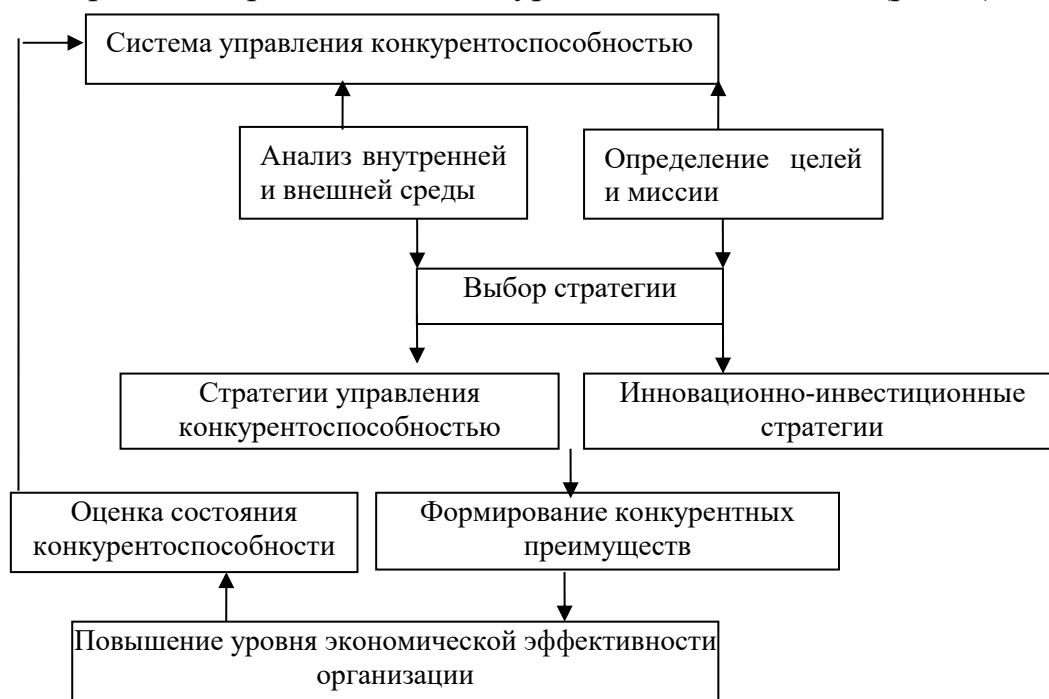 Система управления конкурентоспособностью
Анализ внутренней
и внешней среды
Определение целей
и миссии
Выбор стратегии
Стратегии управления
конкурентоспособностью
Инновационно-инвестиционные
стратегии
Оценка состояния
конкурентоспособности
Формирование конкурентных
преимуществ
Повышение уровня экономической эффективности
организации